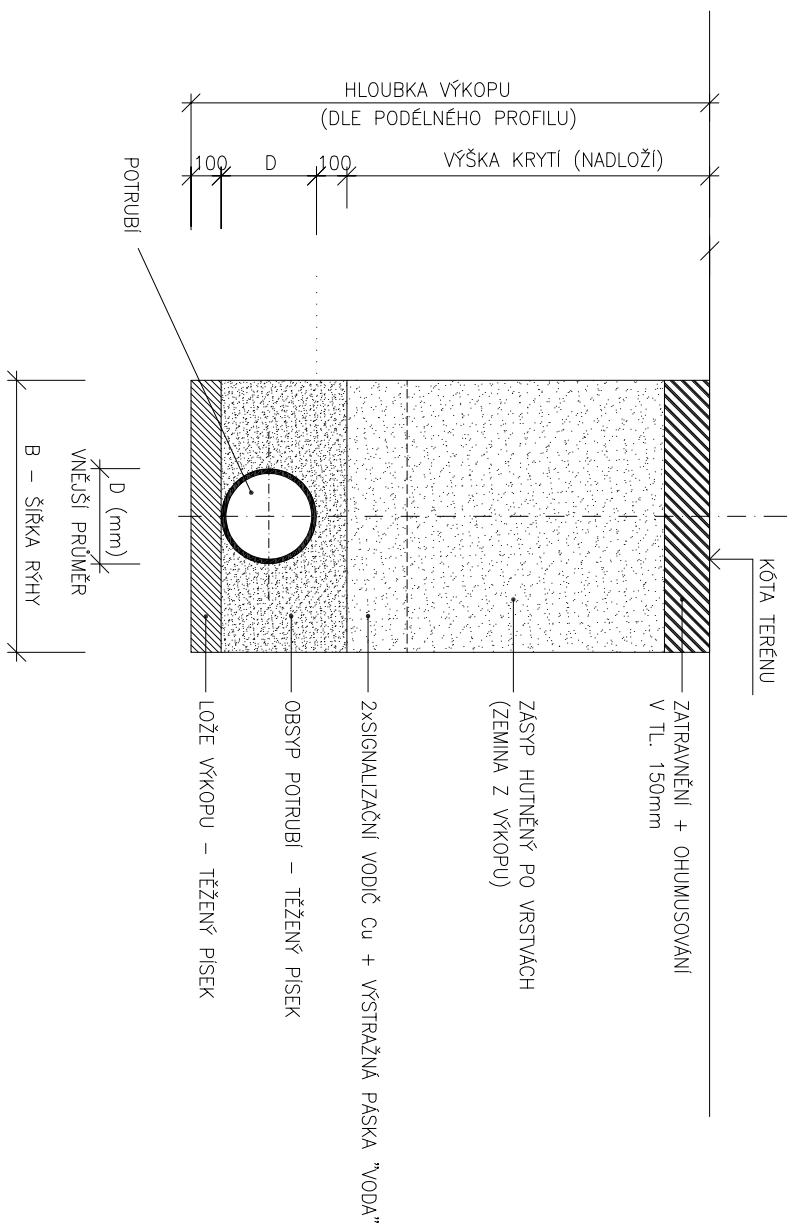 HLOUBKA VÝKOPU
(DLE PODÉLNÉHO PROFILU)
100
D
100
VÝŠKA KRYTÍ (NADLOŽÍ)
POTRUBÍ
KÓTA TERÉNU
ZATRAVNĚNÍ + OHUMUSOVÁNÍ
V TL. 150mm
ZÁSYP HUTNĚNÝ PO VRSTVÁCH
(ZEMINA Z VÝKOPU)
2xSIGNALIZAČNÍ VODIČ Cu + VÝSTRAŽNÁ PÁSKA "VODA"
OBSYP POTRUBÍ – TĚŽENÝ PÍSEK
LOŽE VÝKOPU – TĚŽENÝ PÍSEK
D (mm)
VNĚJŠÍ PRŮMĚR
B – ŠÍŘKA RÝHY